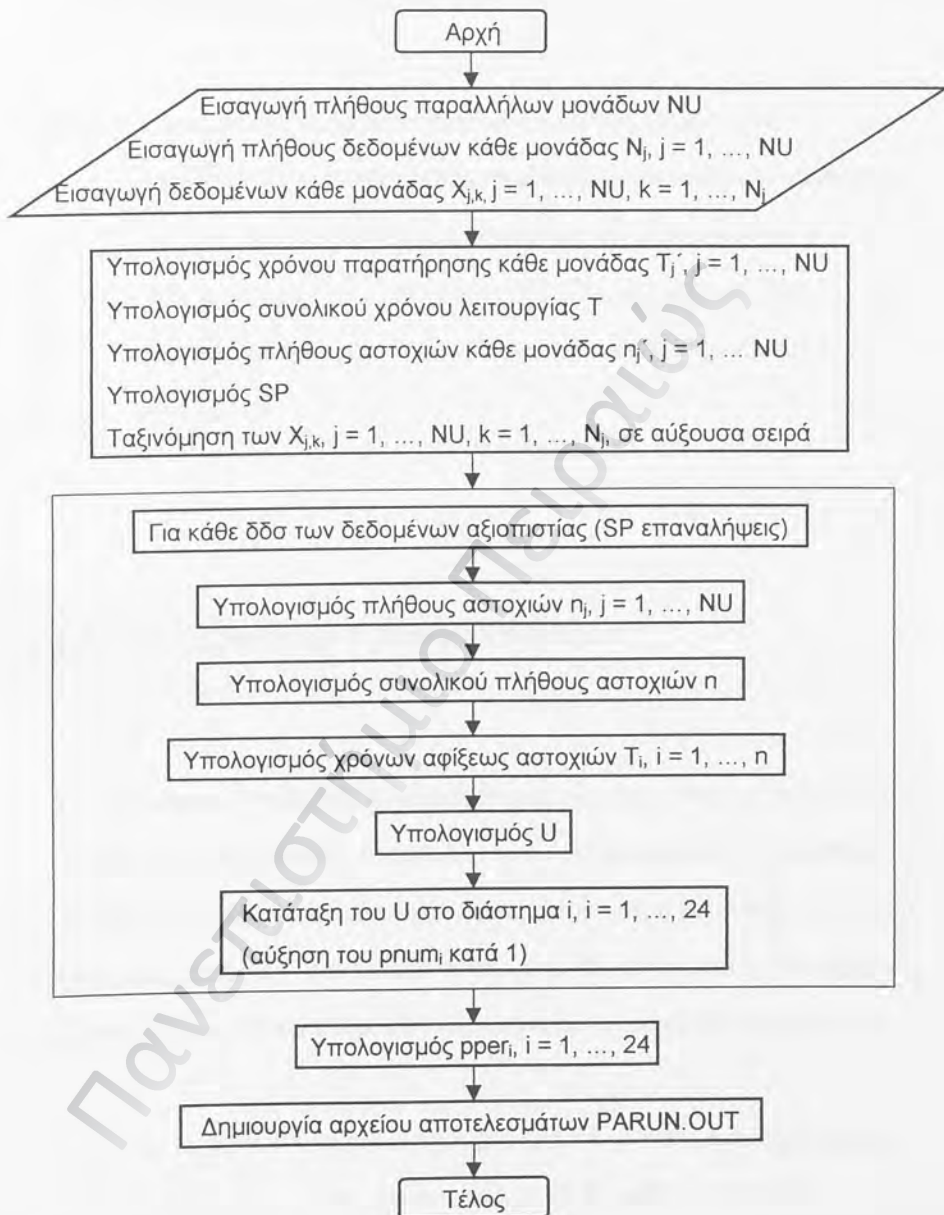 Αρχή
Εισαγωγή πλήθους παραλλήλων μονάδων NU
Εισαγωγή πλήθους δεδομένων κάθε μονάδας Nj, j = 1, ..., NU
Εισαγωγή δεδομένων κάθε μονάδας Xj,k, j = 1, ..., NU, k = 1, ..., Nj
Υπολογισμός χρόνου παρατήρησης κάθε μονάδας Tj´, j = 1, ..., NU
Υπολογισμός συνολικού χρόνου λειτουργίας T
Υπολογισμός πλήθους αστοχιών κάθε μονάδας nj´, j = 1, ... NU
Υπολογισμός SP
Ταξινόμηση των Xj,k, j = 1, ..., NU, k = 1, ..., Nj, σε αύξουσα σειρά
Για κάθε δδσ των δεδομένων αξιοπιστίας (SP επαναλήψεις)
Υπολογισμός πλήθους αστοχιών nj, j = 1, ..., NU
Υπολογισμός συνολικού πλήθους αστοχιών n
Υπολογισμός χρόνων αφίξεως αστοχιών Ti, i = 1, ..., n
Υπολογισμός U
Κατάταξη του U στο διάστημα i, i = 1, ..., 24
(αύξηση του pnumi κατά 1)
Υπολογισμός pperi, i = 1, ..., 24
Δημιουργία αρχείου αποτελεσμάτων PARUN.OUT
Τέλος
Πανεπιστήμιο Πειραιώς